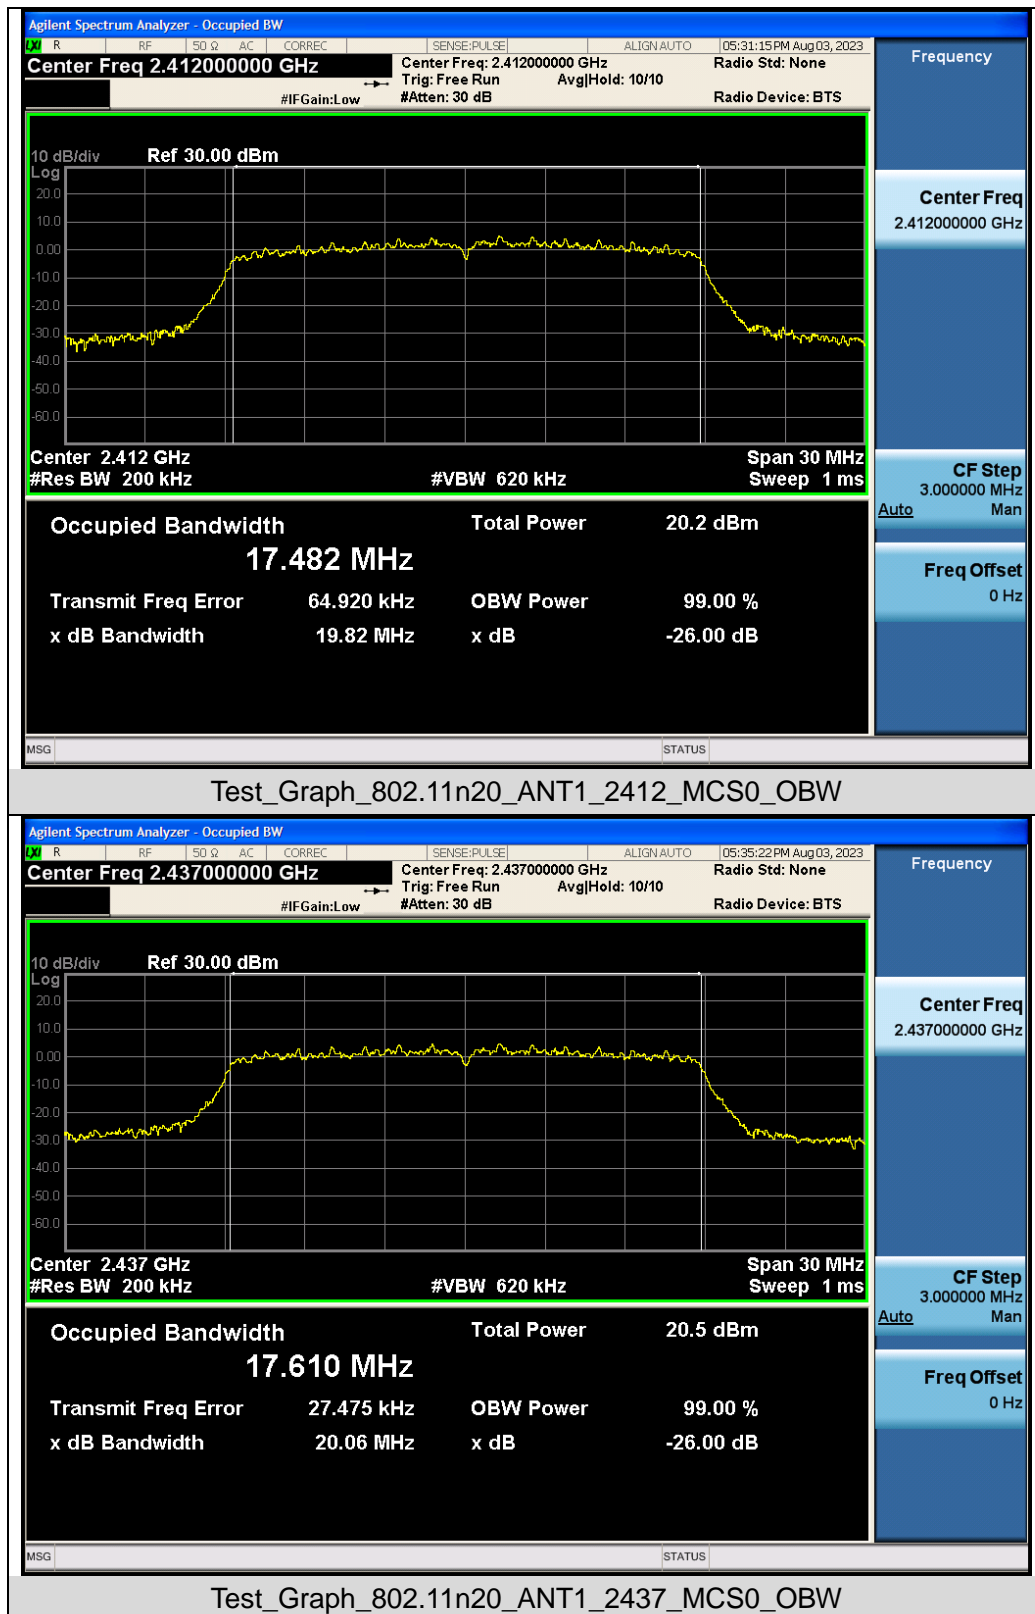 Agilent Spectrum Analyzer - Occupied BW
LXI R RF 50 Ω AC CORREC SENSE:PULSE ALIGN AUTO 05:31:15 PM Aug 03, 2023
Center Freq 2.412000000 GHz Center Freq: 2.412000000 GHz Radio Std: None
Trig: Free Run Avg|Hold: 10/10
#IFGain:Low #Atten: 30 dB Radio Device: BTS
Frequency
10 dB/div Ref 30.00 dBm
Log
20.0
10.0
0.00
-10.0
-20.0
-30.0
-40.0
-50.0
-60.0
Center 2.412 GHz Span 30 MHz
#Res BW 200 kHz #VBW 620 kHz Sweep 1 ms
Center Freq
2.412000000 GHz
CF Step
3.000000 MHz
Auto Man
Freq Offset
0 Hz
Occupied Bandwidth Total Power 20.2 dBm
17.482 MHz
Transmit Freq Error 64.920 kHz OBW Power 99.00 %
x dB Bandwidth 19.82 MHz x dB -26.00 dB
MSG STATUS
Test_Graph_802.11n20_ANT1_2412_MCS0_OBW
Agilent Spectrum Analyzer - Occupied BW
LXI R RF 50 Ω AC CORREC SENSE:PULSE ALIGN AUTO 05:35:22 PM Aug 03, 2023
Center Freq 2.437000000 GHz Center Freq: 2.437000000 GHz Radio Std: None
Trig: Free Run Avg|Hold: 10/10
#IFGain:Low #Atten: 30 dB Radio Device: BTS
Frequency
10 dB/div Ref 30.00 dBm
Log
20.0
10.0
0.00
-10.0
-20.0
-30.0
-40.0
-50.0
-60.0
Center 2.437 GHz Span 30 MHz
#Res BW 200 kHz #VBW 620 kHz Sweep 1 ms
Center Freq
2.437000000 GHz
CF Step
3.000000 MHz
Auto Man
Freq Offset
0 Hz
Occupied Bandwidth Total Power 20.5 dBm
17.610 MHz
Transmit Freq Error 27.475 kHz OBW Power 99.00 %
x dB Bandwidth 20.06 MHz x dB -26.00 dB
MSG STATUS
Test_Graph_802.11n20_ANT1_2437_MCS0_OBW